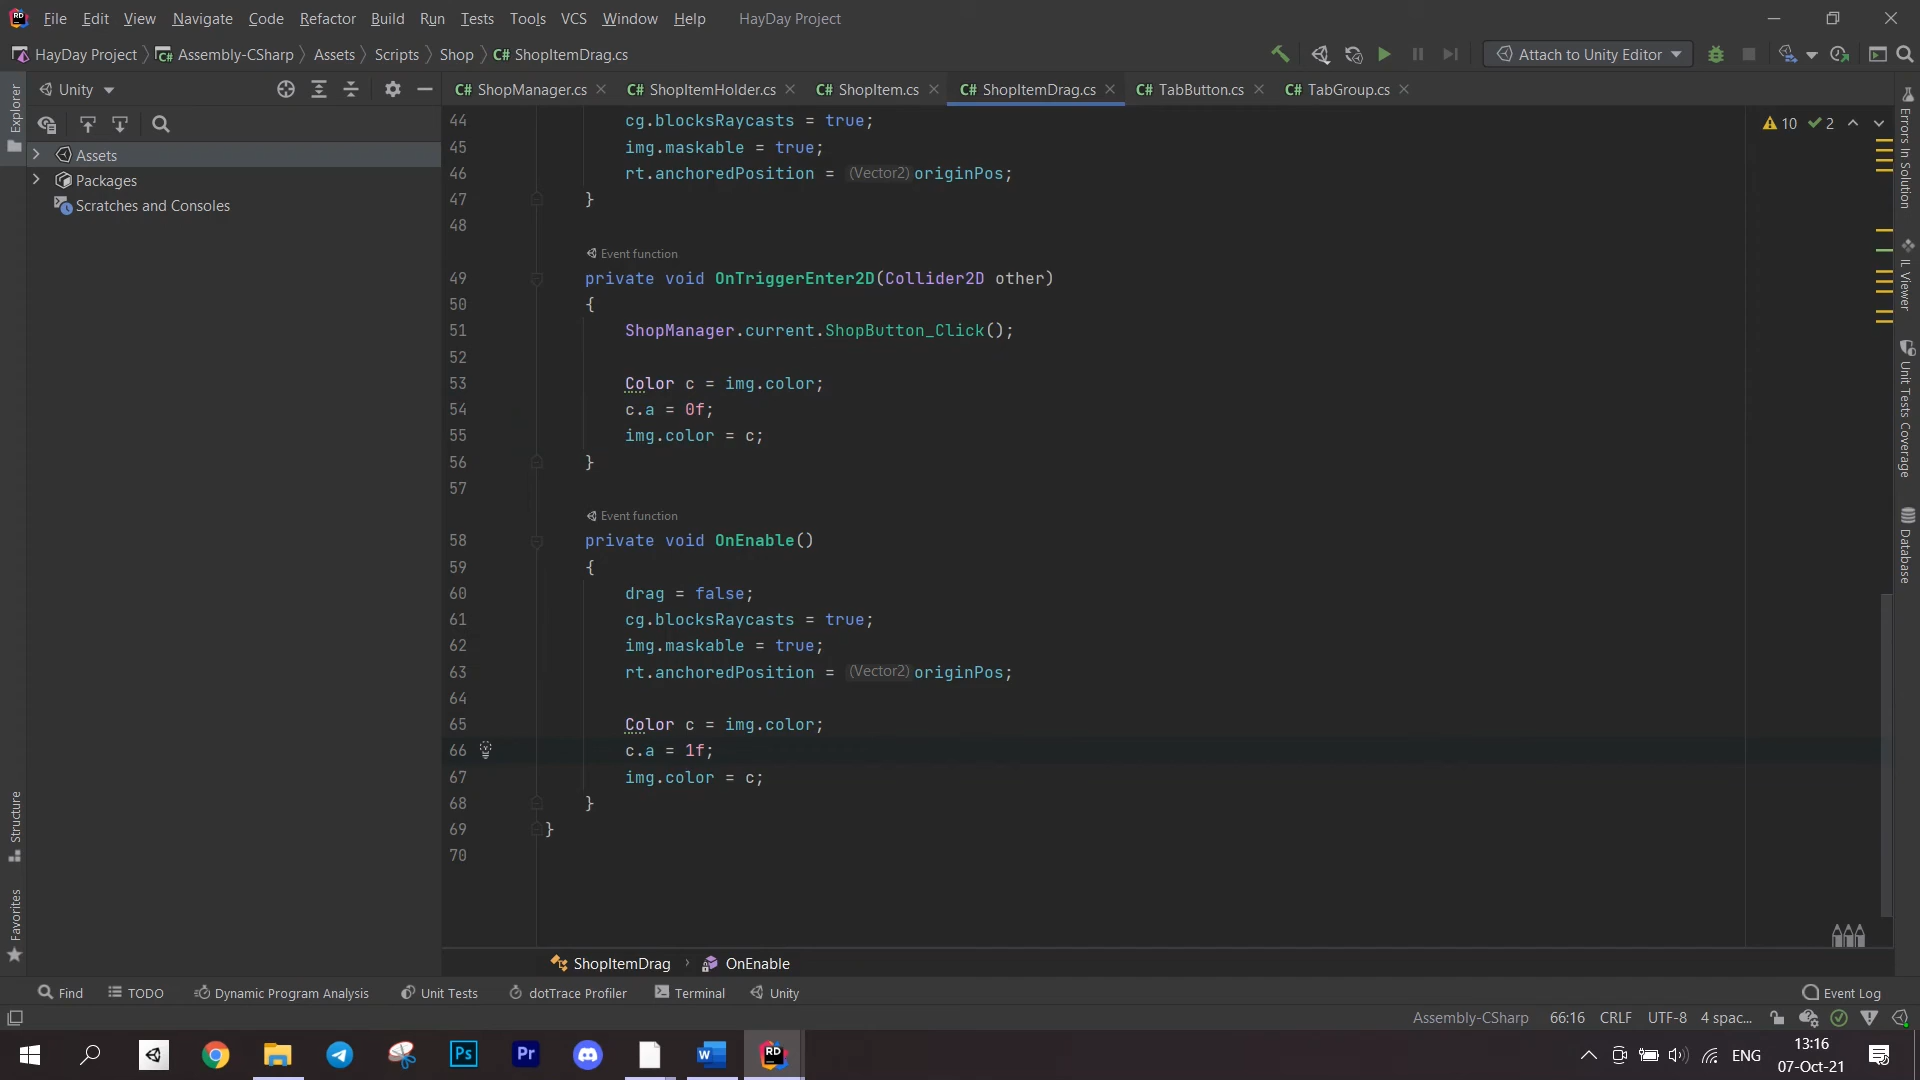 File Edit View Navigate Code Refactor Build Run Tests Tools VCS Window Help HayDay Project
HayDay Project Assembly-CSharp Assets Scripts Shop C# ShopItemDrag.cs
Attach to Unity Editor
Unity
C# ShopManager.cs C# ShopItemHolder.cs C# ShopItem.cs C# ShopItemDrag.cs C# TabButton.cs C# TabGroup.cs
Explorer
Assets
Packages
Scratches and Consoles
10 2
44 cg.blocksRaycasts = true;
45 img.maskable = true;
46 rt.anchoredPosition = (Vector2)originPos;
47 }
48
Event function
49 private void OnTriggerEnter2D(Collider2D other)
50 {
51 ShopManager.current.ShopButton_Click();
52
53 Color c = img.color;
54 c.a = 0f;
55 img.color = c;
56 }
57
Event function
58 private void OnEnable()
59 {
60 drag = false;
61 cg.blocksRaycasts = true;
62 img.maskable = true;
63 rt.anchoredPosition = (Vector2)originPos;
64
65 Color c = img.color;
66 c.a = 1f;
67 img.color = c;
68 }
69 }
70
Errors In Solution
IL Viewer
Unit Tests Coverage
Database
Structure
Favorites
ShopItemDrag OnEnable
Find TODO Dynamic Program Analysis Unit Tests dotTrace Profiler Terminal Unity Event Log
Assembly-CSharp 66:16 CRLF UTF-8 4 spac...
Ps Pr W RD ENG
13:16
07-Oct-21